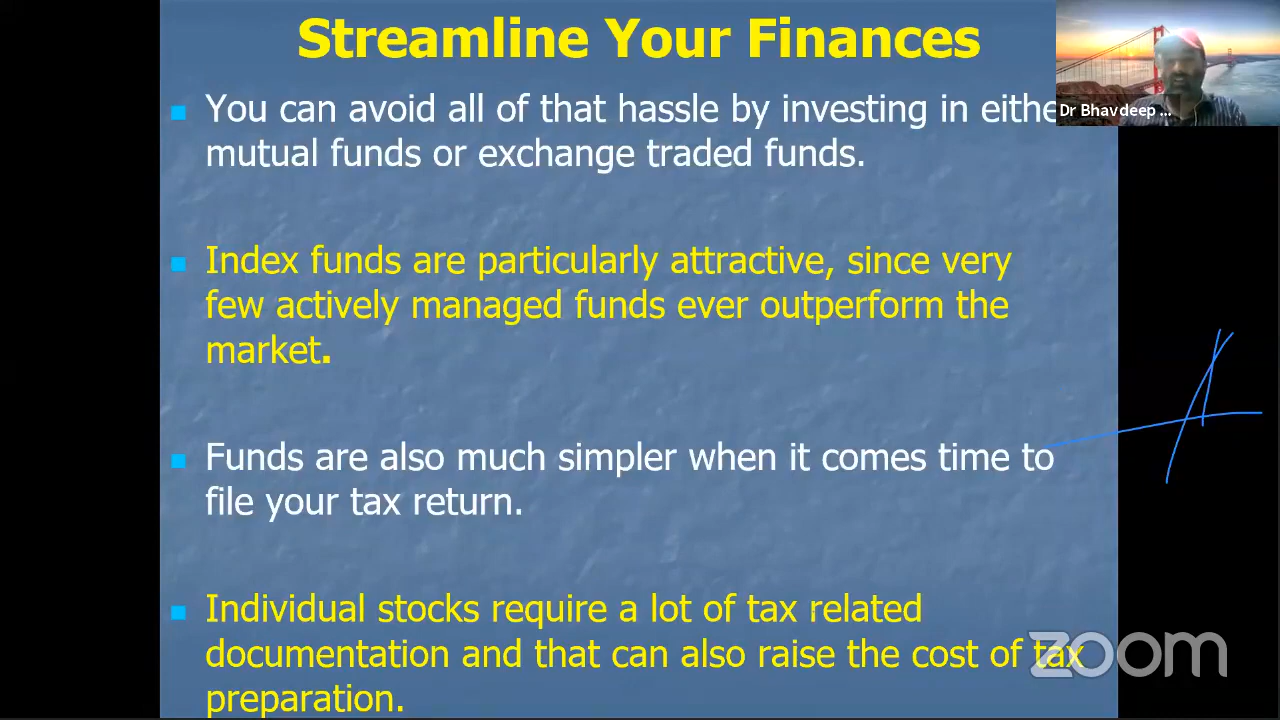 Streamline Your Finances
You can avoid all of that hassle by investing in eithe
mutual funds or exchange traded funds.
Dr Bhavdeep ...
Index funds are particularly attractive, since very
few actively managed funds ever outperform the
market.
Funds are also much simpler when it comes time to
file your tax return.
Individual stocks require a lot of tax related
documentation and that can also raise the cost of tax
preparation.
zoom